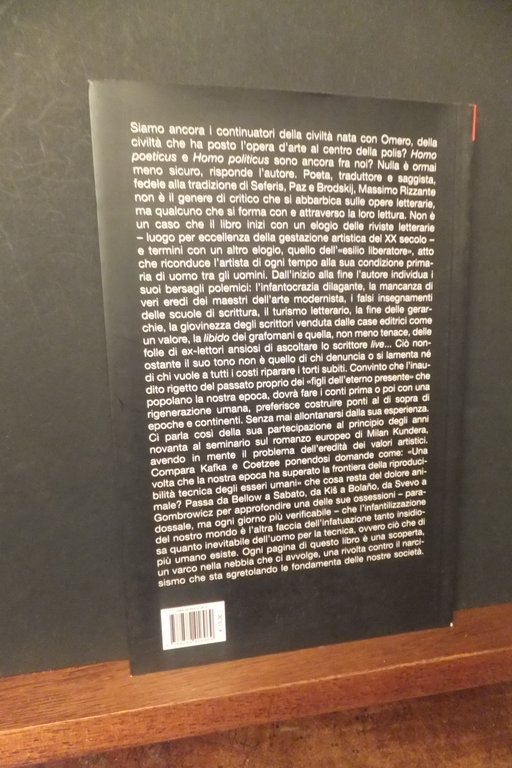 Siamo ancora i continuatori della civiltà nata con Omero, della
civiltà che ha posto l'opera d'arte al centro della polis? Homo
poeticus e Homo politicus sono ancora fra noi? Nulla è ormai
meno sicuro, risponde l'autore. Poeta, traduttore e saggista,
fedele alla tradizione di Seferis, Paz e Brodskij, Massimo Rizzante
non è il genere di critico che si abbarbica sulle opere letterarie,
ma qualcuno che si forma con e attraverso la loro lettura. Non è
un caso che il libro inizi con un elogio delle riviste letterarie
– luogo per eccellenza della gestazione artistica del XX secolo –
e termini con un altro elogio, quello dell'«esilio liberatore», atto
che riconduce l'artista di ogni tempo alla sua condizione prima-
ria di uomo tra gli uomini. Dall'inizio alla fine l'autore individua i
suoi bersagli polemici: l'infantocrazia dilagante, la mancanza di
veri eredi dei maestri dell'arte modernista, i falsi insegnamenti
delle scuole di scrittura, il turismo letterario, la fine delle gerar-
chie, la giovinezza degli scrittori venduta dalle case editrici come
un valore, la libido dei grafomani e quella, non meno tenace, delle
folle di ex-lettori ansiosi di ascoltare lo scrittore live... Ciò non-
ostante il suo tono non è quello di chi denuncia o si lamenta né
di chi vuole a tutti i costi riparare i torti subiti. Convinto che l'inau-
dito rigetto del passato proprio dei «figli dell'eterno presente» che
popolano la nostra epoca, dovrà fare i conti prima o poi con una
rigenerazione umana, preferisce costruire ponti al di sopra di
epoche e continenti. Senza mai allontanarsi dalla sua esperienza.
Ci parla così della sua partecipazione al principio degli anni
novanta al seminario sul romanzo europeo di Milan Kundera,
avendo in mente il problema dell'eredità dei valori artistici.
Compara Kafka e Coetzee ponendosi domande come: «Una
volta che la nostra epoca ha superato la frontiera della riproduci-
bilità tecnica degli esseri umani» che cosa resta del dolore ani-
male? Passa da Bellow a Sabato, da Kiš a Bolaño, da Svevo a
Gombrowicz per approfondire una delle sue ossessioni – para-
dossale, ma ogni giorno più verificabile – che l'infantilizzazione
del nostro mondo è l'altra faccia dell'infatuazione tanto insidio-
sa quanto inevitabile dell'uomo per la tecnica, ovvero ciò che di
più umano esiste. Ogni pagina di questo libro è una scoperta,
un varco nella nebbia che ci avvolge, una rivolta contro il narci-
sismo che sta sgretolando le fondamenta delle nostre società.